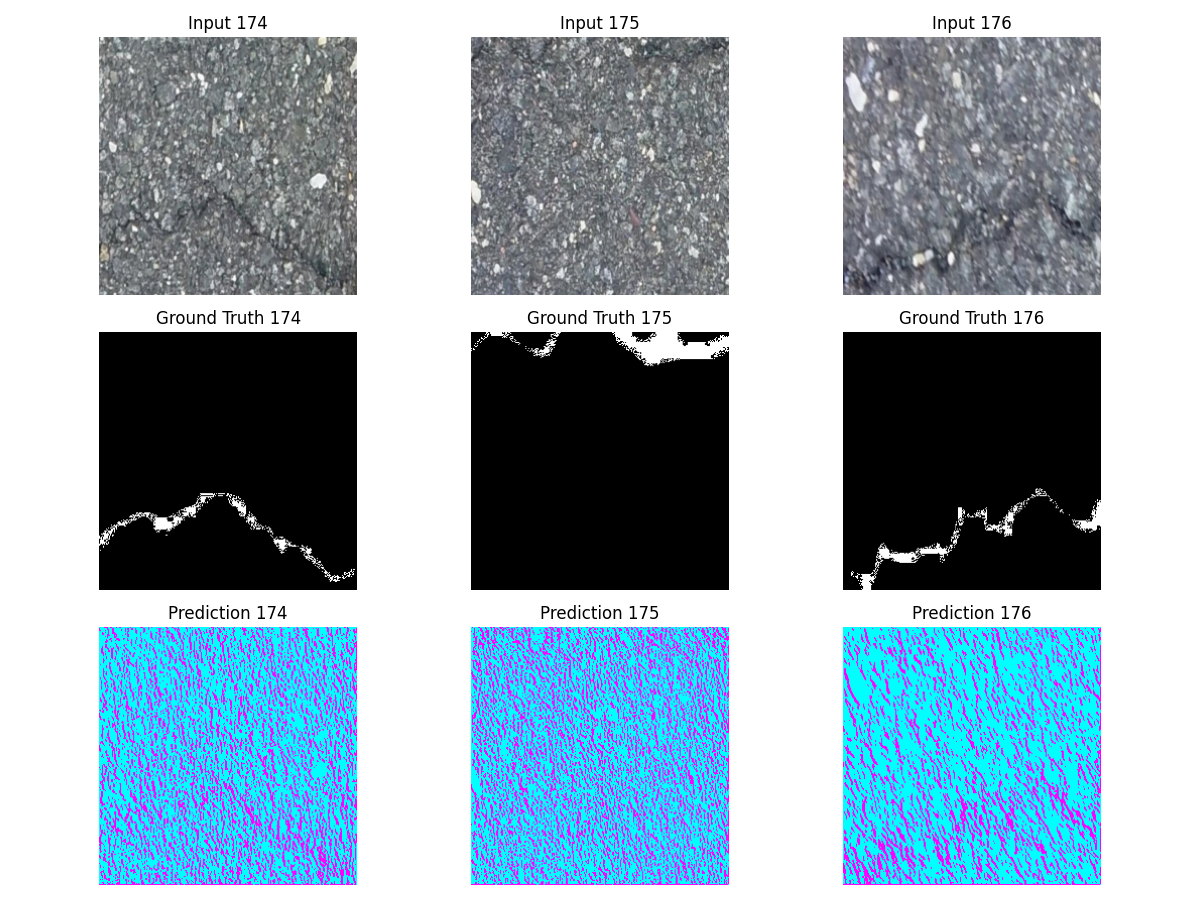 Input 174
Input 175
Input 176
Ground Truth 174
Ground Truth 175
Ground Truth 176
Prediction 174
Prediction 175
Prediction 176